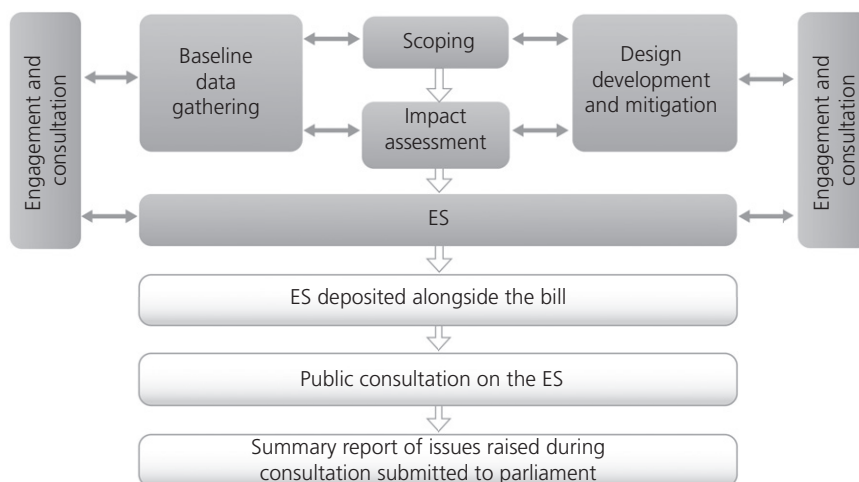 Engagement and
consultation
Baseline
data
gathering
Scoping
Impact
assessment
Design
development
and mitigation
Engagement and
consultation
ES
ES deposited alongside the bill
Public consultation on the ES
Summary report of issues raised during
consultation submitted to parliament